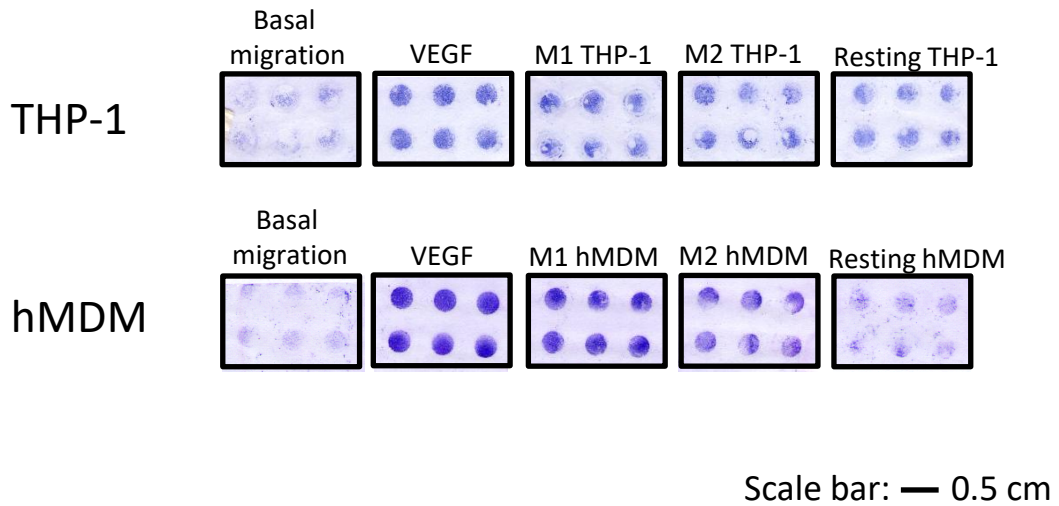 Basal
migration
VEGF
M1 THP-1
M2 THP-1
Resting THP-1
THP-1
Basal
migration
VEGF
M1 hMDM
M2 hMDM
Resting hMDM
hMDM
Scale bar: 0.5 cm